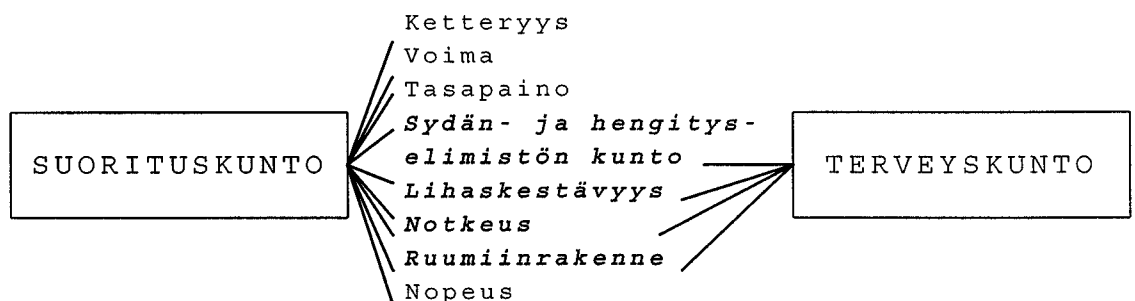 Ketteryys
Voima
Tasapaino
Sydän- ja hengitys-
elimistön kunto
Lihaskestävyys
Notkeus
Ruumiinrakenne
Nopeus
SUORITUSKUNTO
TERVEYSKUNTO